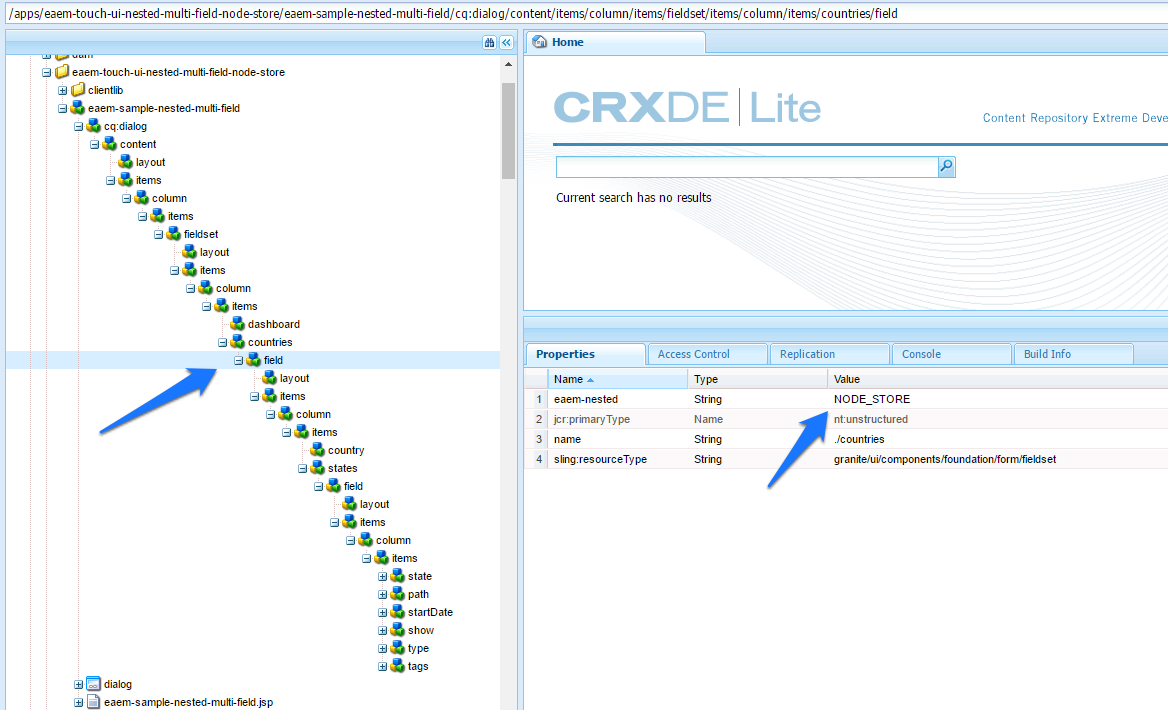 /apps/eaem-touch-ui-nested-multi-field-node-store/eaem-sample-nested-multi-field/cq:dialog/content/items/column/items/fieldset/items/column/items/countries/field
dam
eaem-touch-ui-nested-multi-field-node-store
clientlib
eaem-sample-nested-multi-field
cq:dialog
content
layout
items
column
items
fieldset
layout
items
column
items
dashboard
countries
field
layout
items
column
items
country
states
field
layout
items
column
items
state
path
startDate
show
type
tags
dialog
eaem-sample-nested-multi-field.jsp
Home
CRXDE Lite
Content Repository Extreme Deve
Current search has no results
Properties Access Control Replication Console Build Info
Name Type Value
1 eaem-nested String NODE_STORE
2 jcr:primaryType Name nt:unstructured
3 name String ./countries
4 sling:resourceType String granite/ui/components/foundation/form/fieldset